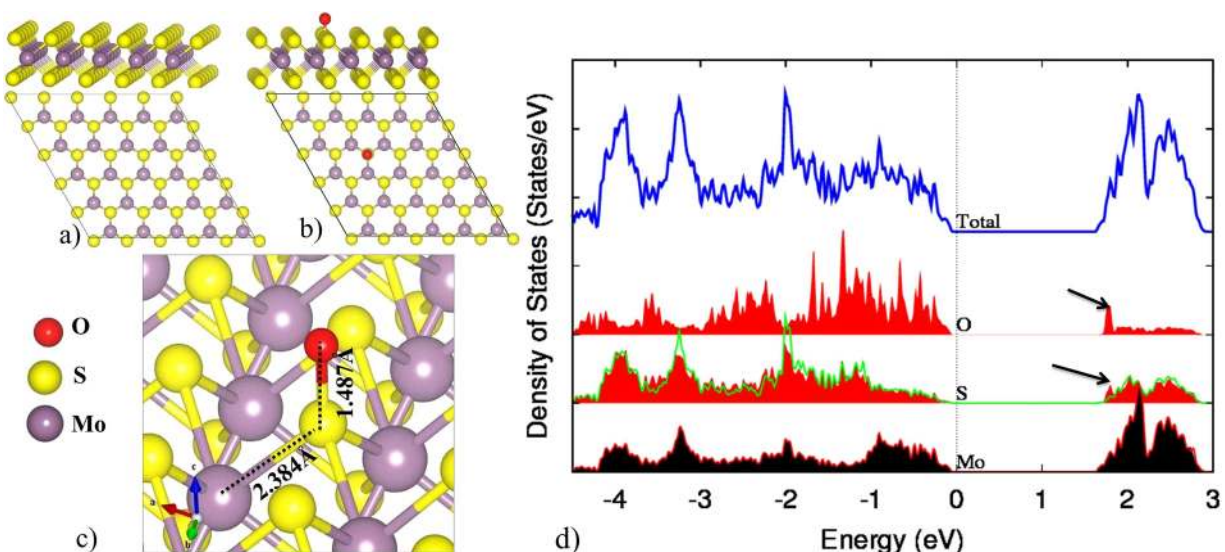 a)
b)
O
S
Mo
1.487Å
2.384Å
c
a
b
c)
Density of States (States/eV)
Total
O
S
Mo
-4 -3 -2 -1 0 1 2 3
Energy (eV)
d)